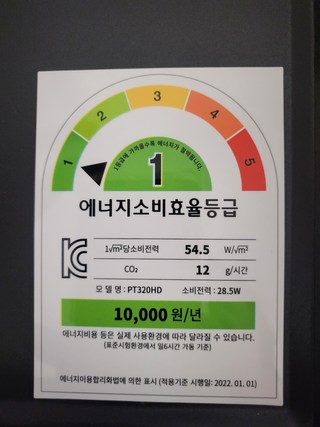 1 2 3 4 5
1등급에 가까울수록 에너지가 절약됩니다.
1
에너지소비효율등급
KC
1√m²당소비전력 54.5 W/√m²
CO₂ 12 g/시간
모 델 명 : PT320HD 소비전력 : 28.5W
10,000 원/년
에너지비용 등은 실제 사용환경에 따라 달라질 수 있습니다.
(표준시험환경에서 일6시간 가동 기준)
에너지이용합리화법에 의한 표시 (적용기준 시행일: 2022. 01. 01)